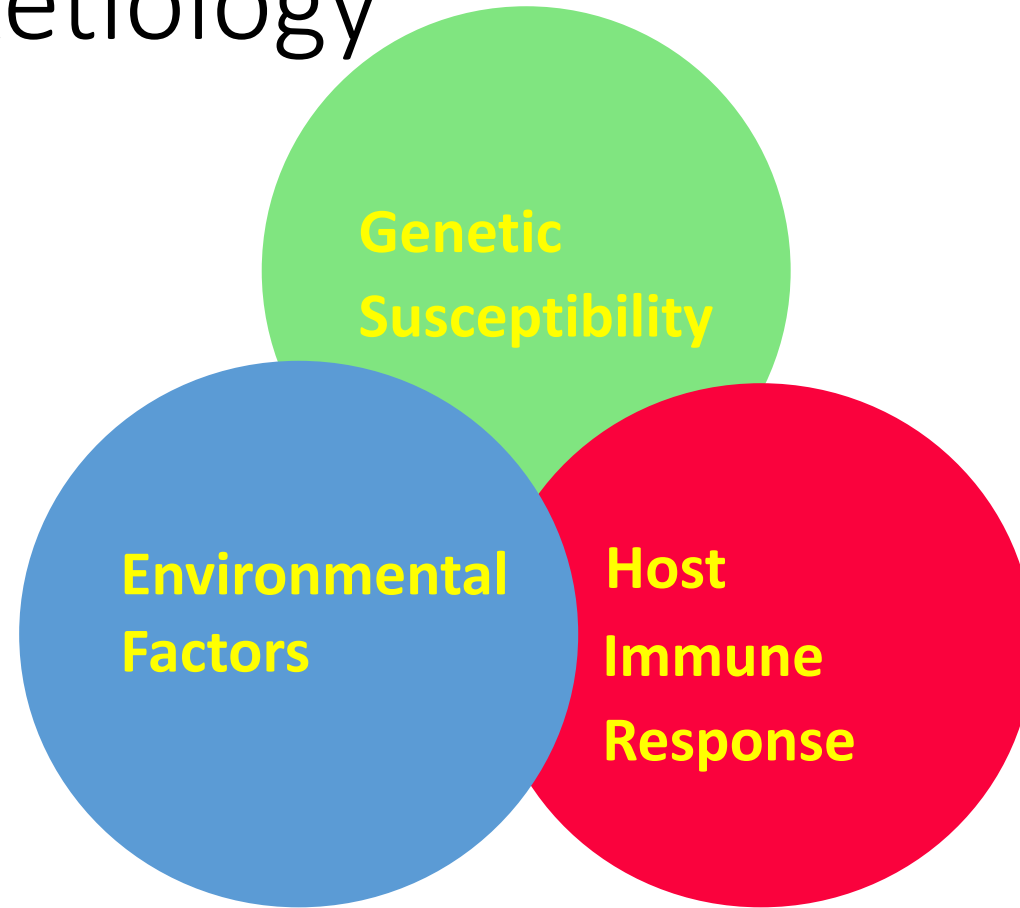 etiology
Genetic
Susceptibility
Environmental
Factors
Host
Immune
Response